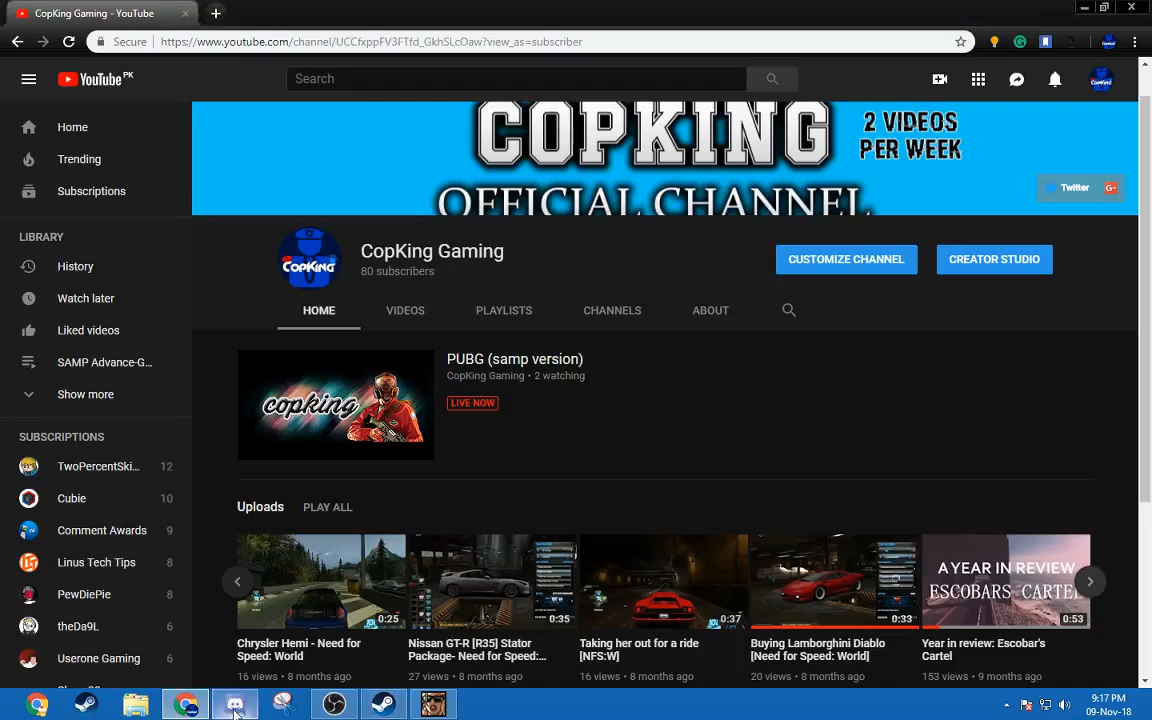 CopKing Gaming - YouTube
Secure
https://www.youtube.com/channel/UCCfxppFV3FTfd_GkhSLcOaw?view_as=subscriber
YouTube PK
Search
Home
Trending
Subscriptions
LIBRARY
History
Watch later
Liked videos
SAMP Advance-G...
Show more
SUBSCRIPTIONS
TwoPercentSki... 12
Cubie 10
Comment Awards 9
Linus Tech Tips 8
PewDiePie 8
theDa9L 6
Userone Gaming 6
COPKING
2 VIDEOS
PER WEEK
OFFICIAL CHANNEL
Twitter G+
COPKING
CopKing Gaming
80 subscribers
CUSTOMIZE CHANNEL
CREATOR STUDIO
HOME VIDEOS PLAYLISTS CHANNELS ABOUT
copking
PUBG (samp version)
CopKing Gaming • 2 watching
LIVE NOW
Uploads PLAY ALL
0:25
Chrysler Hemi - Need for
Speed: World
16 views • 8 months ago
0:35
Nissan GT-R [R35] Stator
Package- Need for Speed:...
27 views • 8 months ago
0:37
Taking her out for a ride
[NFS:W]
16 views • 8 months ago
0:33
Buying Lamborghini Diablo
[Need for Speed: World]
20 views • 8 months ago
A YEAR IN REVIEW
ESCOBARS CARTEL
0:53
Year in review: Escobar's
Cartel
153 views • 9 months ago
9:17 PM
09-Nov-18